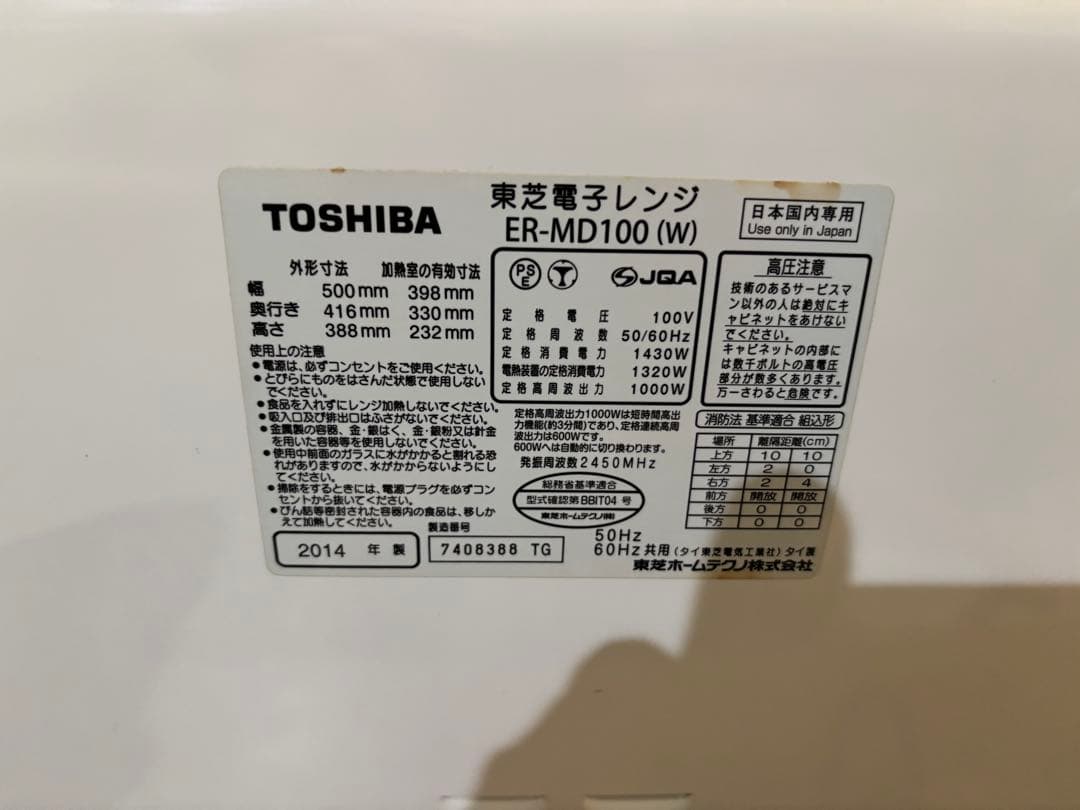 TOSHIBA
東芝電子レンジ
ER-MD100 (W)
日本国内専用
Use only in Japan
外形寸法 加熱室の有効寸法
幅 500mm 398mm
奥行き 416mm 330mm
高さ 388mm 232mm
使用上の注意
●電源は、必ずコンセントをご使用ください。
●とびらにものをはさんだ状態で使用しない
でください。
●食品を入れずにレンジ加熱しないでください。
●吸入口及び排出口はふさがないでください。
●金属製の容器、金・銀はく、金・銀粉又は針金
を用いた容器等を使用しないでください。
●使用中前面のガラスに水がかかると割れる恐
れがありますので、水がかからないようにし
てください。
●掃除をするときには、電源プラグを必ずコン
セントから抜いてください。
●びん詰等密封された容器内の食品は、移しか
えて加熱してください。
2014 年 製
製造番号
7408388 TG
PS
E
JQA
定格電圧 100V
定格周波数 50/60Hz
定格消費電力 1430W
電熱装置の定格消費電力 1320W
定格高周波出力 1000W
定格高周波出力1000Wは短時間高出
力機能(約3分間)であり、定格連続高周
波出力は600Wです。
600Wへは自動的に切り換わります。
発振周波数2450MHz
総務省基準適合
型式確認第BBIT04号
東芝ホームテクノ(株)
高圧注意
技術のあるサービスマ
ン以外の人は絶対にキ
ャビネットをあけない
でください。
キャビネットの内部に
は数千ボルトの高電圧
部分が数多くあります。
万一さわると危険です。
消防法 基準適合 組込形
場所 離隔距離(cm)
上方 10 10
左方 2 0
右方 2 4
前方 開放 開放
後方 0 0
下方 0 0
50Hz
60Hz共用 (タイ東芝電気工業社) タイ製
東芝ホームテクノ株式会社